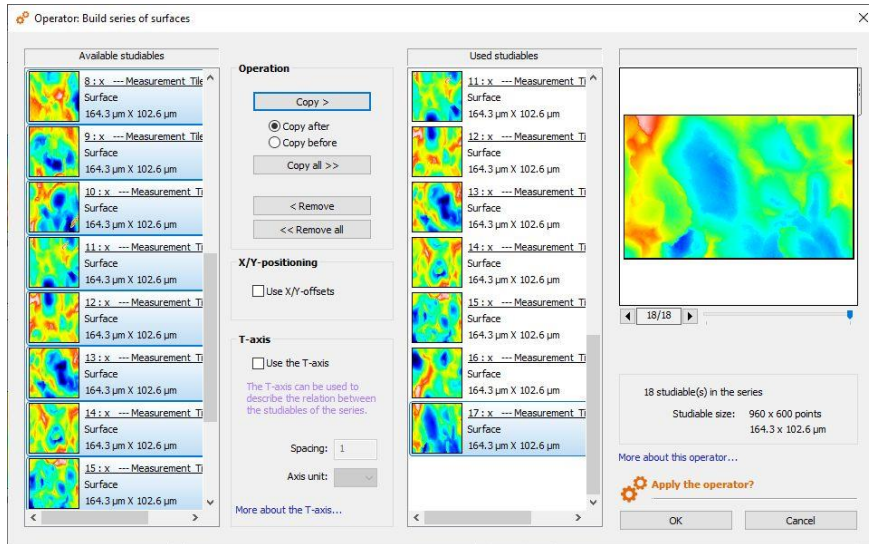 Operator: Build series of surfaces
Available studiables
8 : x --- Measurement Tile
Surface
164.3 µm X 102.6 µm
9 : x --- Measurement Tile
Surface
164.3 µm X 102.6 µm
10 : x --- Measurement Ti
Surface
164.3 µm X 102.6 µm
11 : x --- Measurement Ti
Surface
164.3 µm X 102.6 µm
12 : x --- Measurement Ti
Surface
164.3 µm X 102.6 µm
13 : x --- Measurement Ti
Surface
164.3 µm X 102.6 µm
14 : x --- Measurement Ti
Surface
164.3 µm X 102.6 µm
15 : x --- Measurement Ti
Surface
164.3 µm X 102.6 µm
Operation
Copy >
Copy after
Copy before
Copy all >>
< Remove
<< Remove all
X/Y-positioning
Use X/Y-offsets
T-axis
Use the T-axis
The T-axis can be used to
describe the relation between
the studiables of the series.
Spacing: 1
Axis unit:
More about the T-axis...
Used studiables
11 : x --- Measurement Ti
Surface
164.3 µm X 102.6 µm
12 : x --- Measurement Ti
Surface
164.3 µm X 102.6 µm
13 : x --- Measurement Ti
Surface
164.3 µm X 102.6 µm
14 : x --- Measurement Ti
Surface
164.3 µm X 102.6 µm
15 : x --- Measurement Ti
Surface
164.3 µm X 102.6 µm
16 : x --- Measurement Ti
Surface
164.3 µm X 102.6 µm
17 : x --- Measurement Ti
Surface
164.3 µm X 102.6 µm
18/18
18 studiable(s) in the series
Studiable size: 960 x 600 points
164.3 x 102.6 µm
More about this operator...
Apply the operator?
OK
Cancel